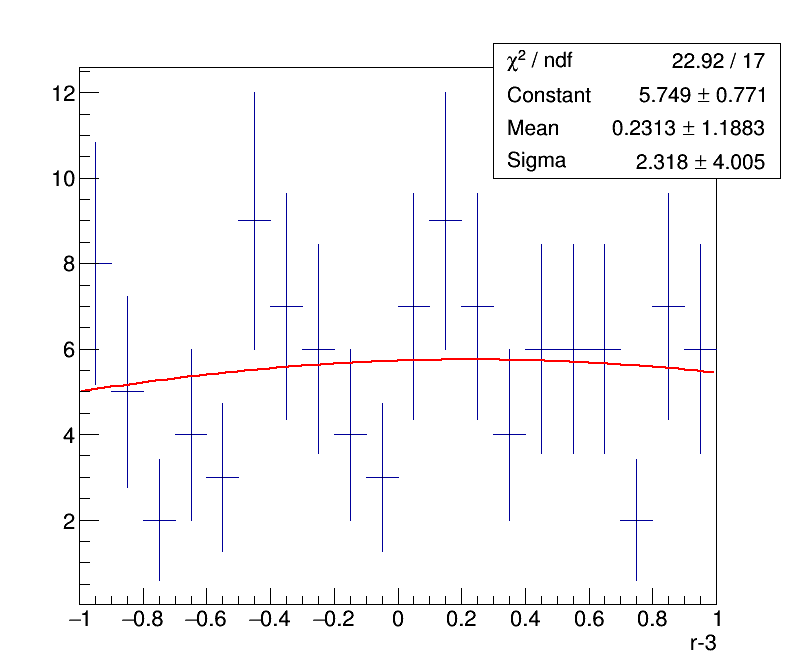 χ² / ndf 22.92 / 17
Constant 5.749 ± 0.771
Mean 0.2313 ± 1.1883
Sigma 2.318 ± 4.005
12
10
8
6
4
2
−1 −0.8 −0.6 −0.4 −0.2 0 0.2 0.4 0.6 0.8 1
r-3